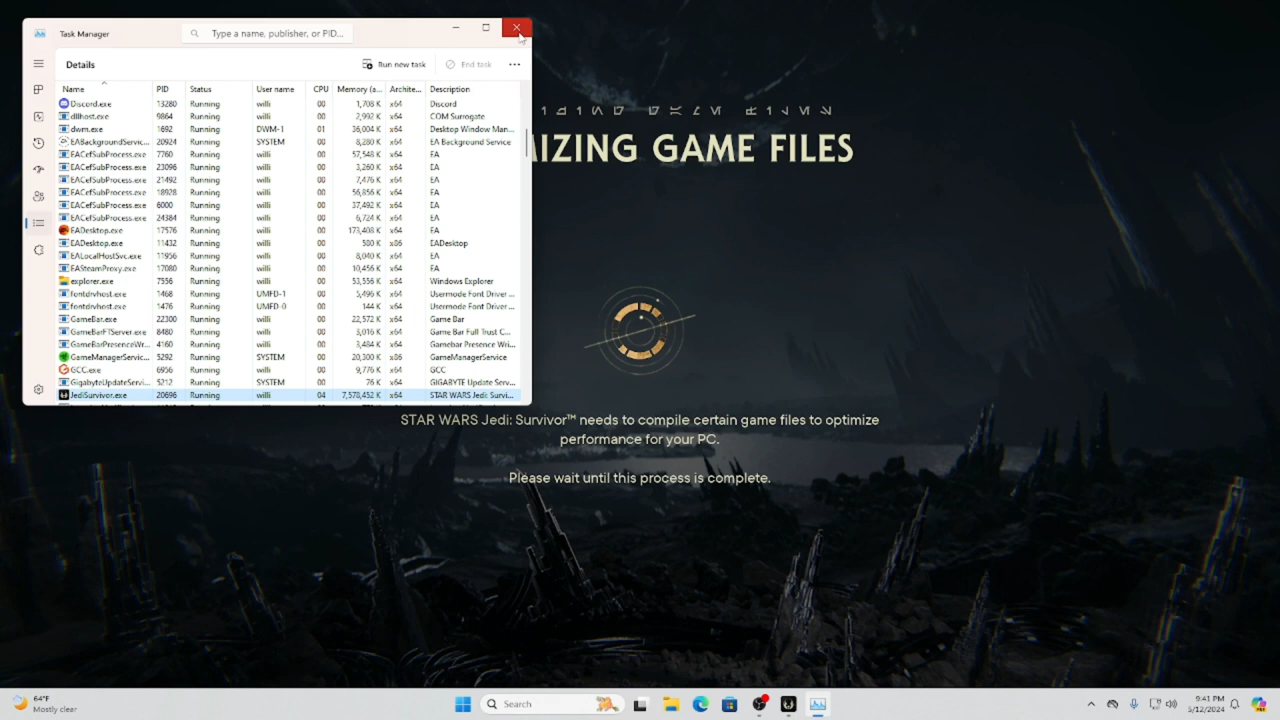 Task Manager
Type a name, publisher, or PID...
Details
Run new task
End task
Name PID Status User name CPU Memory (a... Archite... Description
Discord.exe 13280 Running willi 00 1,708 K x64 Discord
dllhost.exe 9864 Running willi 00 2,992 K x64 COM Surrogate
dwm.exe 1692 Running DWM-1 01 36,004 K x64 Desktop Window Man...
EABackgroundServic... 20924 Running SYSTEM 00 8,280 K x64 EA Background Service
EACefSubProcess.exe 7760 Running willi 00 57,548 K x64 EA
EACefSubProcess.exe 23096 Running willi 00 3,260 K x64 EA
EACefSubProcess.exe 21492 Running willi 00 7,476 K x64 EA
EACefSubProcess.exe 18928 Running willi 00 56,856 K x64 EA
EACefSubProcess.exe 6000 Running willi 00 37,492 K x64 EA
EACefSubProcess.exe 24384 Running willi 00 6,724 K x64 EA
EADesktop.exe 17576 Running willi 00 173,408 K x64 EA
EADesktop.exe 11432 Running willi 00 580 K x86 EADesktop
EALocalHostSvc.exe 11956 Running willi 00 8,040 K x64 EA
EASteamProxy.exe 17080 Running willi 00 10,456 K x64 EA
explorer.exe 7556 Running willi 00 53,556 K x64 Windows Explorer
fontdrvhost.exe 1468 Running UMFD-1 00 5,496 K x64 Usermode Font Driver ...
fontdrvhost.exe 1476 Running UMFD-0 00 144 K x64 Usermode Font Driver ...
GameBar.exe 22300 Running willi 00 22,572 K x64 Game Bar
GameBarFTServer.exe 8480 Running willi 00 3,016 K x64 Game Bar Full Trust C...
GameBarPresenceWr... 4160 Running willi 00 3,484 K x64 Gamebar Presence Wri...
GameManagerServic... 5292 Running SYSTEM 00 20,300 K x86 GameManagerService
GCC.exe 6956 Running willi 00 9,776 K x64 GCC
GigabyteUpdateServi... 5212 Running SYSTEM 00 76 K x64 GIGABYTE Update Serv...
JediSurvivor.exe 20696 Running willi 04 7,578,452 K x64 STAR WARS Jedi: Survi...
MIZING GAME FILES
STAR WARS Jedi: Survivor™ needs to compile certain game files to optimize
performance for your PC.
Please wait until this process is complete.
64°F
Mostly clear
Search
9:41 PM
5/12/2024